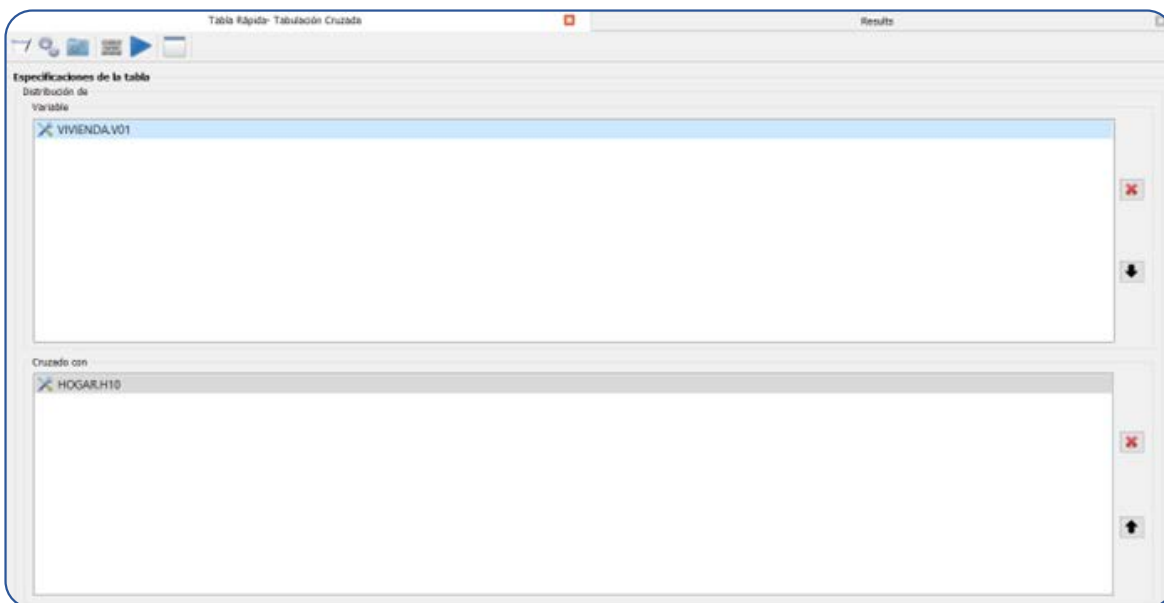 Tabla Rápida- Tabulación Cruzada
Results
Especificaciones de la tabla
Distribución de
Variable
VIVIENDA.V01
Cruzado con
HOGAR.H10